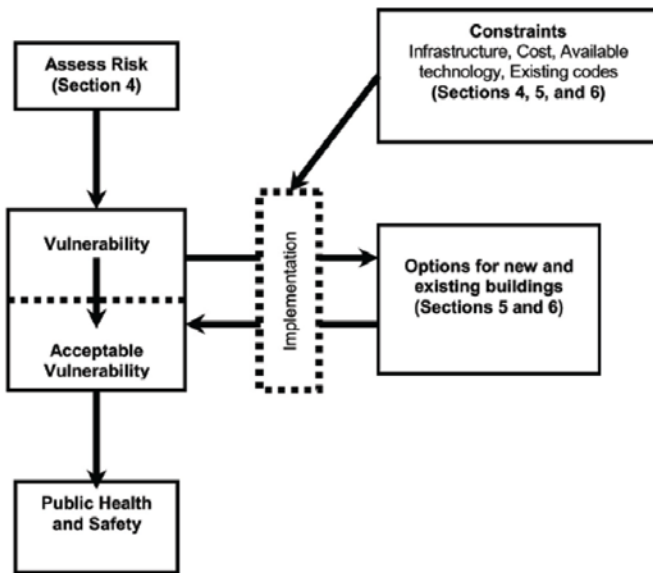 Assess Risk
(Section 4)
Constraints
Infrastructure, Cost, Available
technology, Existing codes
(Sections 4, 5, and 6)
Vulnerability
Acceptable
Vulnerability
Implementation
Options for new and
existing buildings
(Sections 5 and 6)
Public Health
and Safety